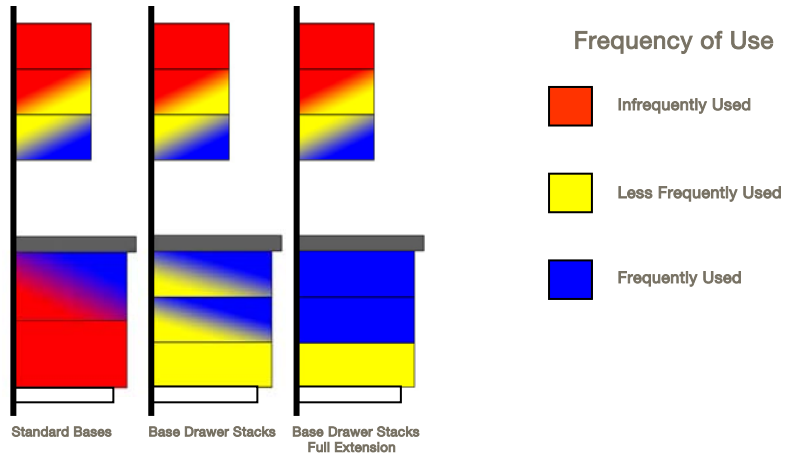 Frequency of Use
Infrequently Used
Less Frequently Used
Frequently Used
Standard Bases
Base Drawer Stacks
Base Drawer Stacks
Full Extension